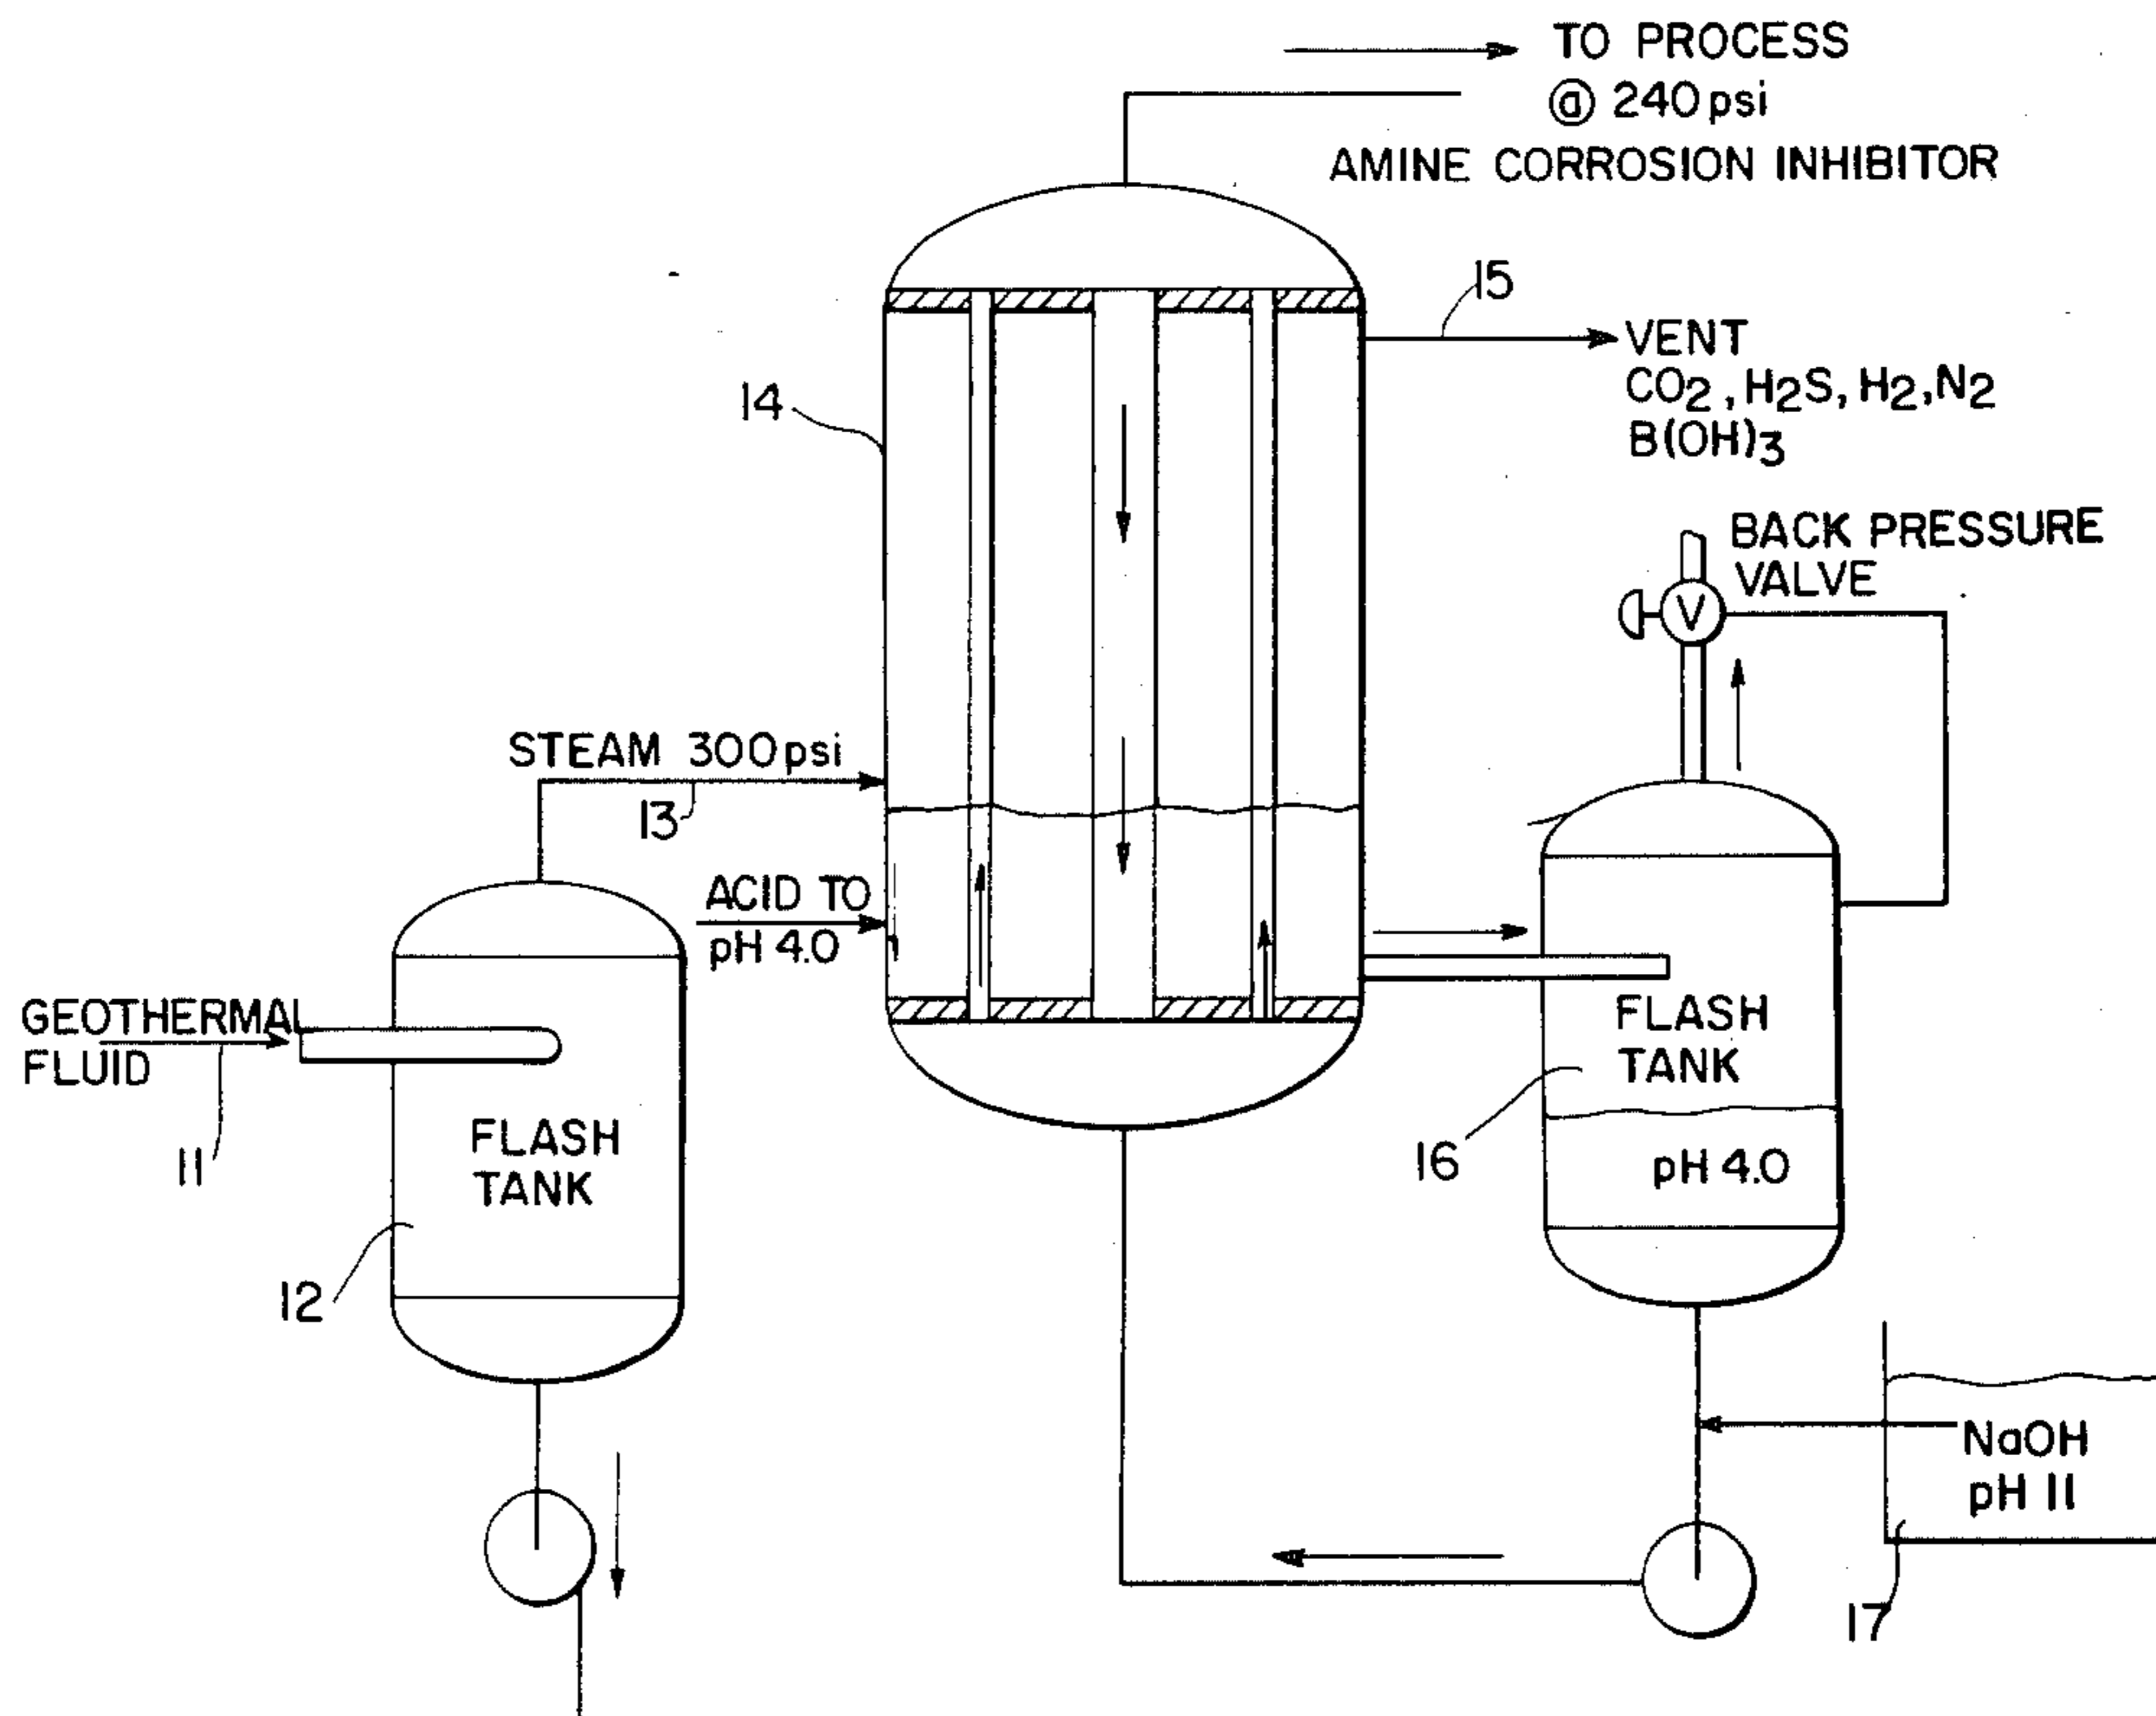 TO PROCESS
@ 240 psi
AMINE CORROSION INHIBITOR
15
VENT
CO2, H2S, H2, N2
B(OH)3
14
BACK PRESSURE
VALVE
V
STEAM 300 psi
13
ACID TO
pH 4.0
GEOTHERMAL
FLUID
11
FLASH
TANK
12
FLASH
TANK
16
pH 4.0
NaOH
pH 11
17